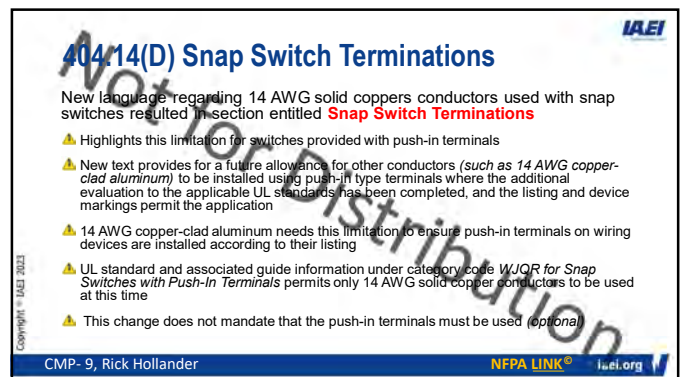 IAEI
404.14(D) Snap Switch Terminations
New language regarding 14 AWG solid coppers conductors used with snap
switches resulted in section entitled Snap Switch Terminations
Highlights this limitation for switches provided with push-in terminals
New text provides for a future allowance for other conductors (such as 14 AWG copper-
clad aluminum) to be installed using push-in type terminals where the additional
evaluation to the applicable UL standards has been completed, and the listing and device
markings permit the application
14 AWG copper-clad aluminum needs this limitation to ensure push-in terminals on wiring
devices are installed according to their listing
UL standard and associated guide information under category code WJQR for Snap
Switches with Push-In Terminals permits only 14 AWG solid copper conductors to be used
at this time
This change does not mandate that the push-in terminals must be used (optional)
Not for Distribution
Copyright © IAEI 2023
CMP- 9, Rick Hollander
NFPA LINK©
iaei.org